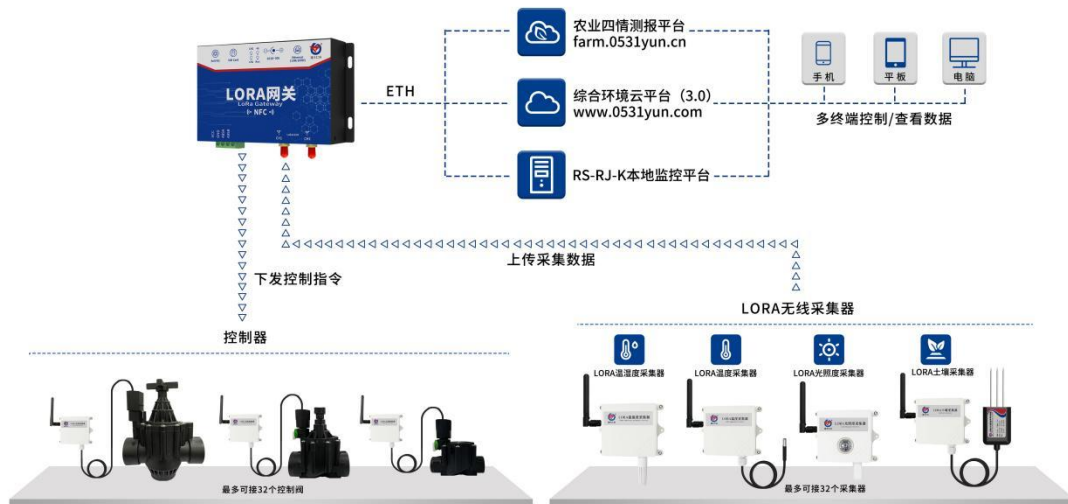 LORA网关
LoRa Gateway
NFC
ETH
农业四情测报平台
farm.0531yun.cn
综合环境云平台（3.0）
www.0531yun.com
RS-RJ-K本地监控平台
手机
平板
电脑
多终端控制/查看数据
上传采集数据
下发控制指令
控制器
LORA无线采集器
LORA温湿度采集器
LORA温度采集器
LORA光照度采集器
LORA土壤采集器
最多可接32个控制阀
最多可接32个采集器